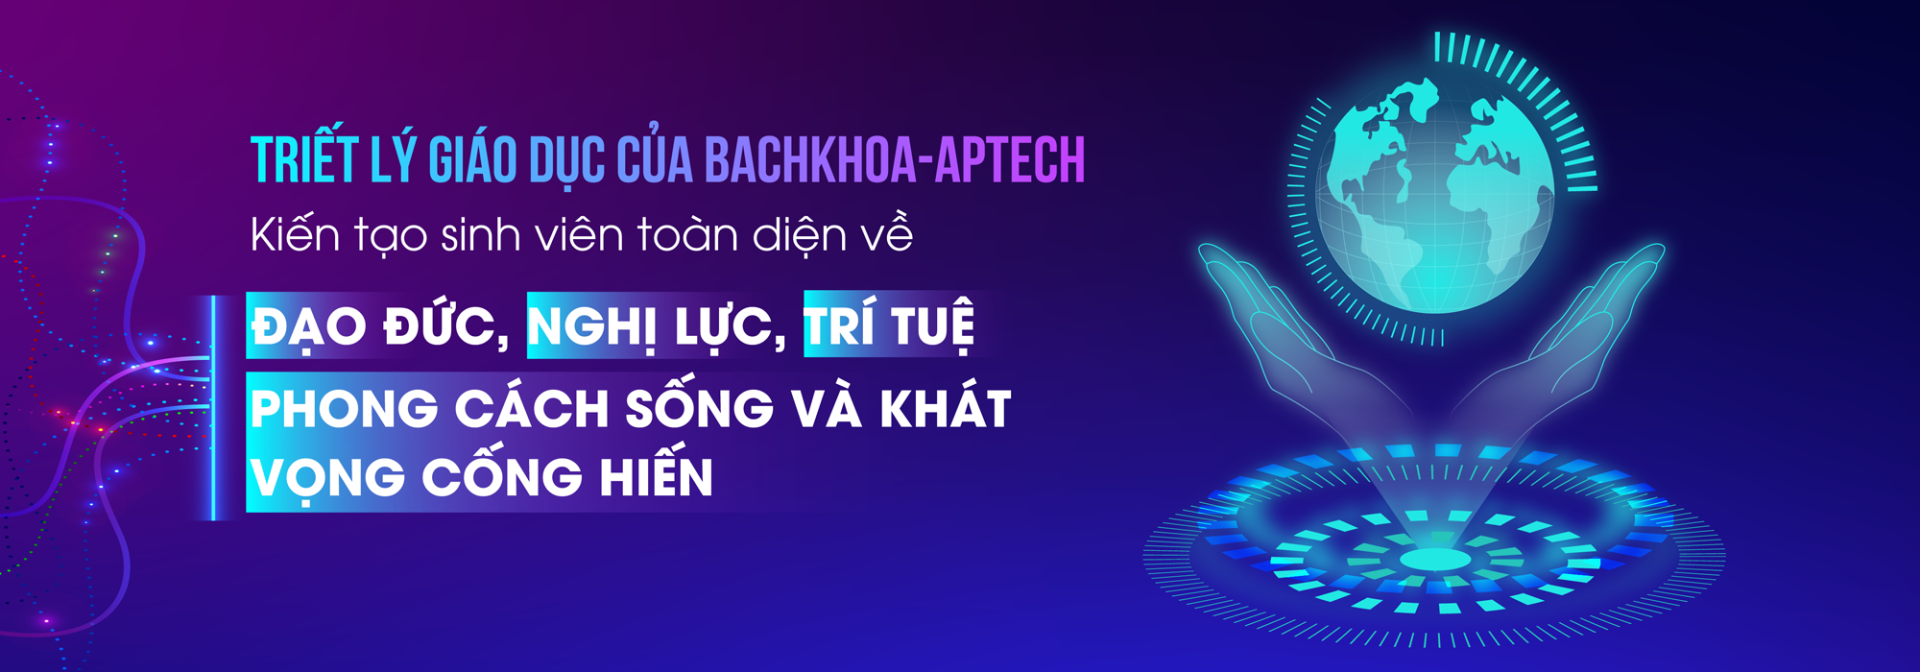 TRIẾT LÝ GIÁO DỤC CỦA BACHKHOA-APTECH
Kiến tạo sinh viên toàn diện về
ĐẠO ĐỨC, NGHỊ LỰC, TRÍ TUỆ
PHONG CÁCH SỐNG VÀ KHÁT
VỌNG CỐNG HIẾN